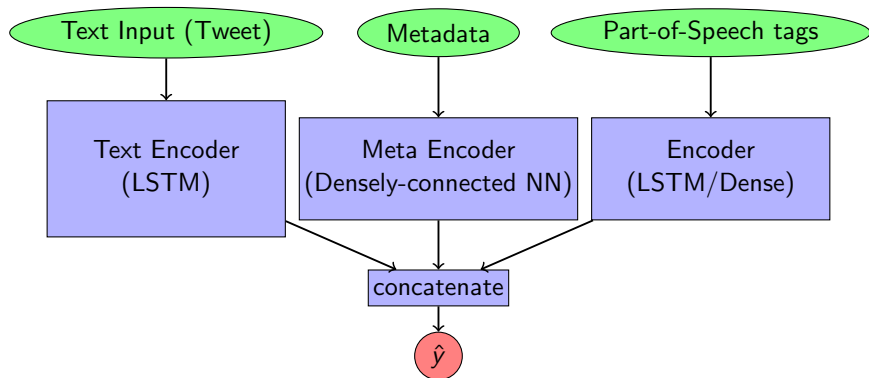 Text Input (Tweet)
Metadata
Part-of-Speech tags
Text Encoder
(LSTM)
Meta Encoder
(Densely-connected NN)
Encoder
(LSTM/Dense)
concatenate
ŷ